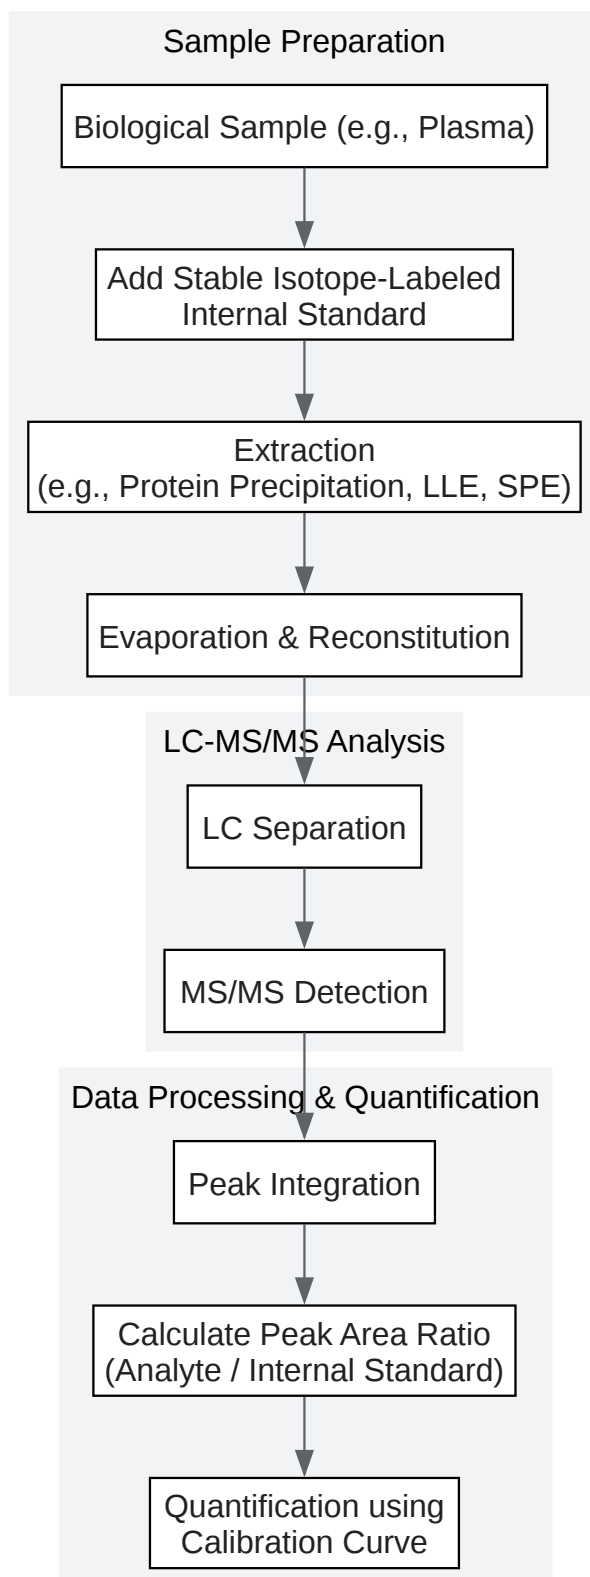 Sample Preparation
Biological Sample (e.g., Plasma)
Add Stable Isotope-Labeled
Internal Standard
Extraction
(e.g., Protein Precipitation, LLE, SPE)
Evaporation & Reconstitution
LC-MS/MS Analysis
LC Separation
MS/MS Detection
Data Processing & Quantification
Peak Integration
Calculate Peak Area Ratio
(Analyte / Internal Standard)
Quantification using
Calibration Curve